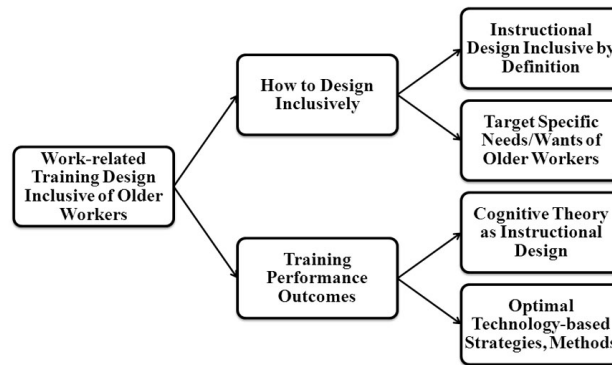 Instructional
Design Inclusive by
Definition
How to Design
Inclusively
Target Specific
Needs/Wants of
Older Workers
Work-related
Training Design
Inclusive of Older
Workers
Cognitive Theory
as Instructional
Design
Training
Performance
Outcomes
Optimal
Technology-based
Strategies, Methods